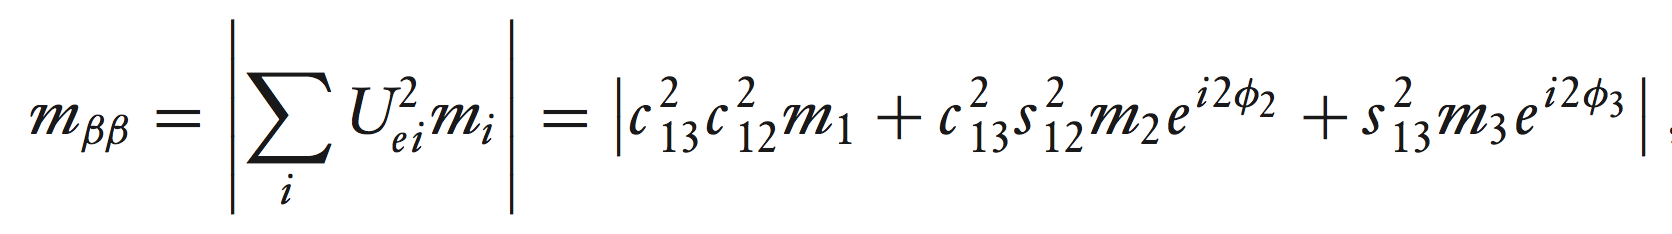 m_{ββ} = |∑_i U_{ei}^2 m_i| = |c_{13}^2 c_{12}^2 m_1 + c_{13}^2 s_{12}^2 m_2 e^{i2ϕ_2} + s_{13}^2 m_3 e^{i2ϕ_3}|,